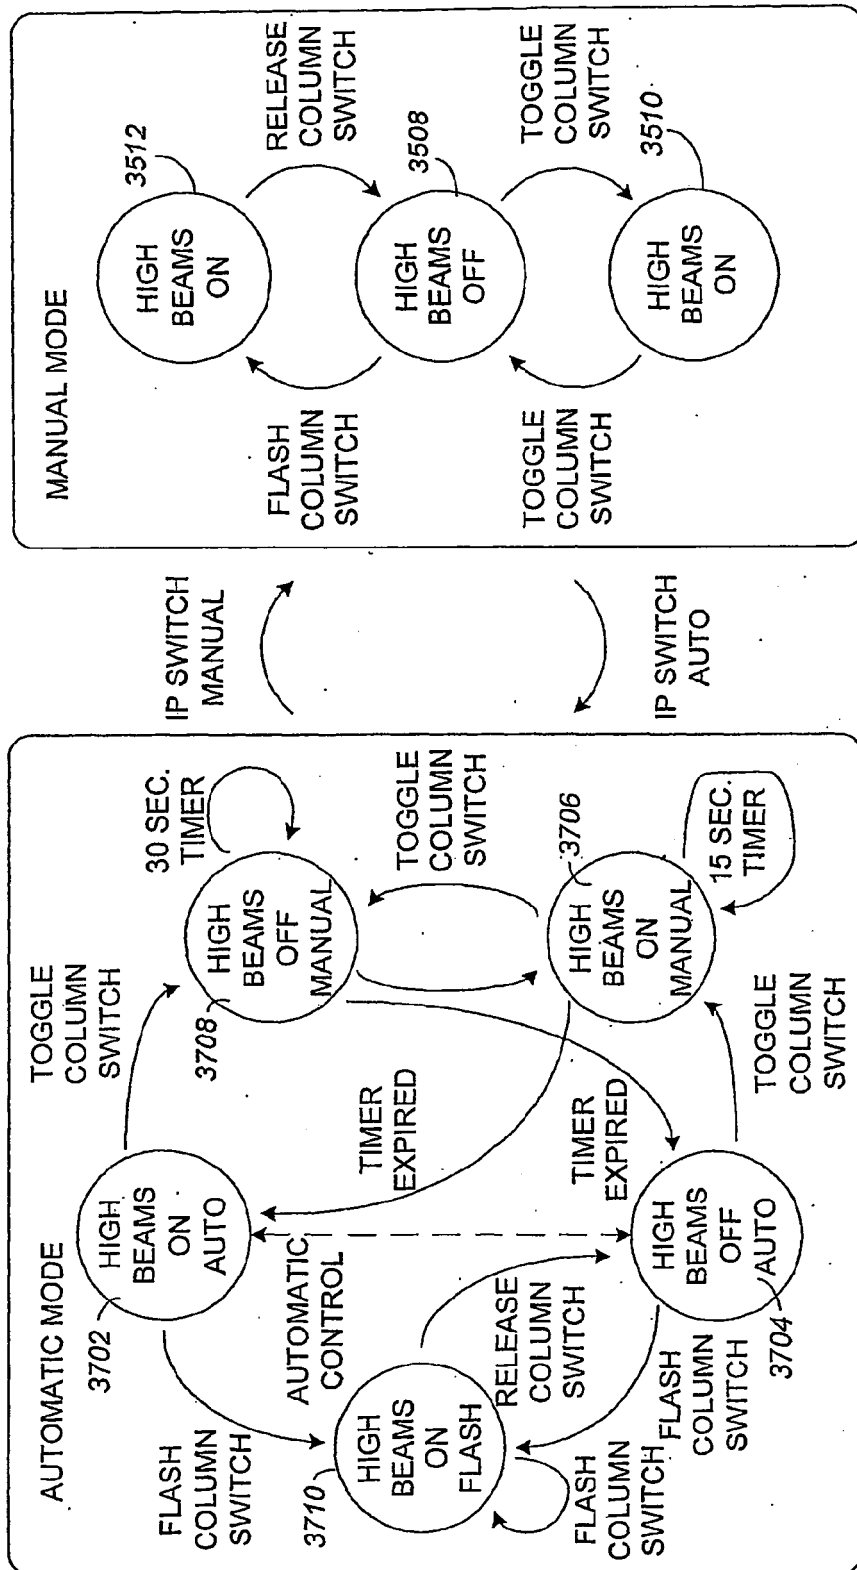 AUTOMATIC MODE
FLASH
COLUMN
SWITCH
3702
HIGH
BEAMS
ON
AUTO
TOGGLE
COLUMN
SWITCH
3710
HIGH
BEAMS
ON
FLASH
AUTOMATIC
CONTROL
TIMER
EXPIRED
3708
HIGH
BEAMS
OFF
MANUAL
30 SEC.
TIMER
RELEASE
COLUMN
SWITCH
TIMER
EXPIRED
TOGGLE
COLUMN
SWITCH
FLASH
COLUMN
SWITCH
FLASH
COLUMN
SWITCH
HIGH
BEAMS
OFF
AUTO
3704
TOGGLE
COLUMN
SWITCH
3706
HIGH
BEAMS
ON
MANUAL
15 SEC.
TIMER
IP SWITCH
MANUAL
IP SWITCH
AUTO
MANUAL MODE
3512
HIGH
BEAMS
ON
FLASH
COLUMN
SWITCH
RELEASE
COLUMN
SWITCH
3508
HIGH
BEAMS
OFF
TOGGLE
COLUMN
SWITCH
TOGGLE
COLUMN
SWITCH
3510
HIGH
BEAMS
ON